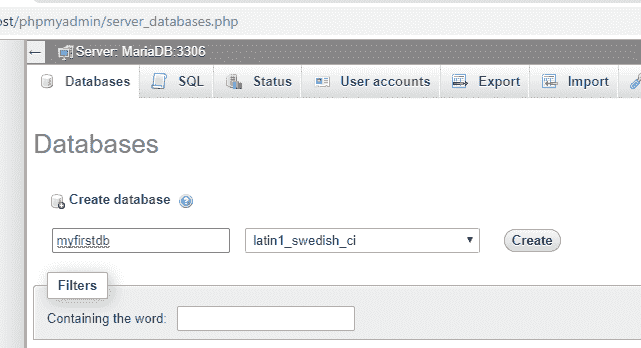 ost/phpmyadmin/server_databases.php
Server: MariaDB:3306
Databases SQL Status User accounts Export Import
Databases
Create database
myfirstdb latin1_swedish_ci Create
Filters
Containing the word: